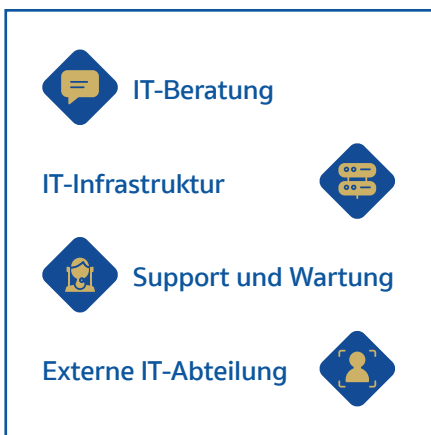 IT-Beratung
IT-Infrastruktur
Support und Wartung
Externe IT-Abteilung